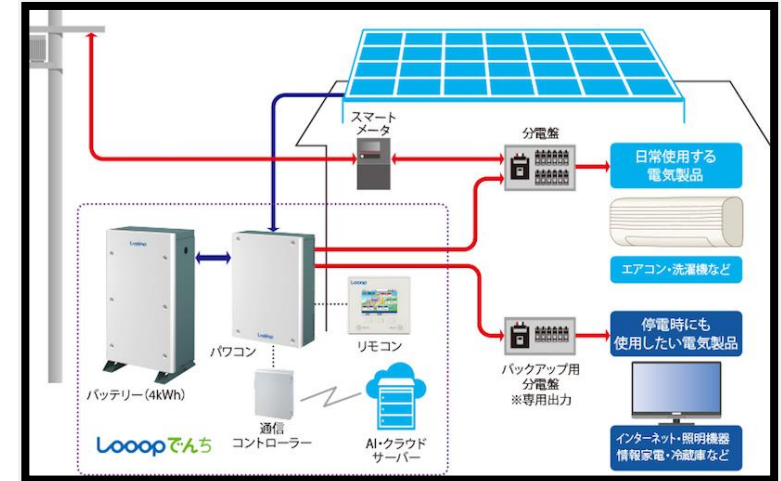 スマート
メータ
分電盤
日常使用する
電気製品
エアコン・洗濯機など
Looop
Looop
Looop
バッテリー(4kWh)
パワコン
リモコン
バックアップ用
分電盤
※専用出力
停電時にも
使用したい電気製品
通信
コントローラー
AI・クラウド
サーバー
Looopでんち
インターネット・照明機器
情報家電・冷蔵庫など